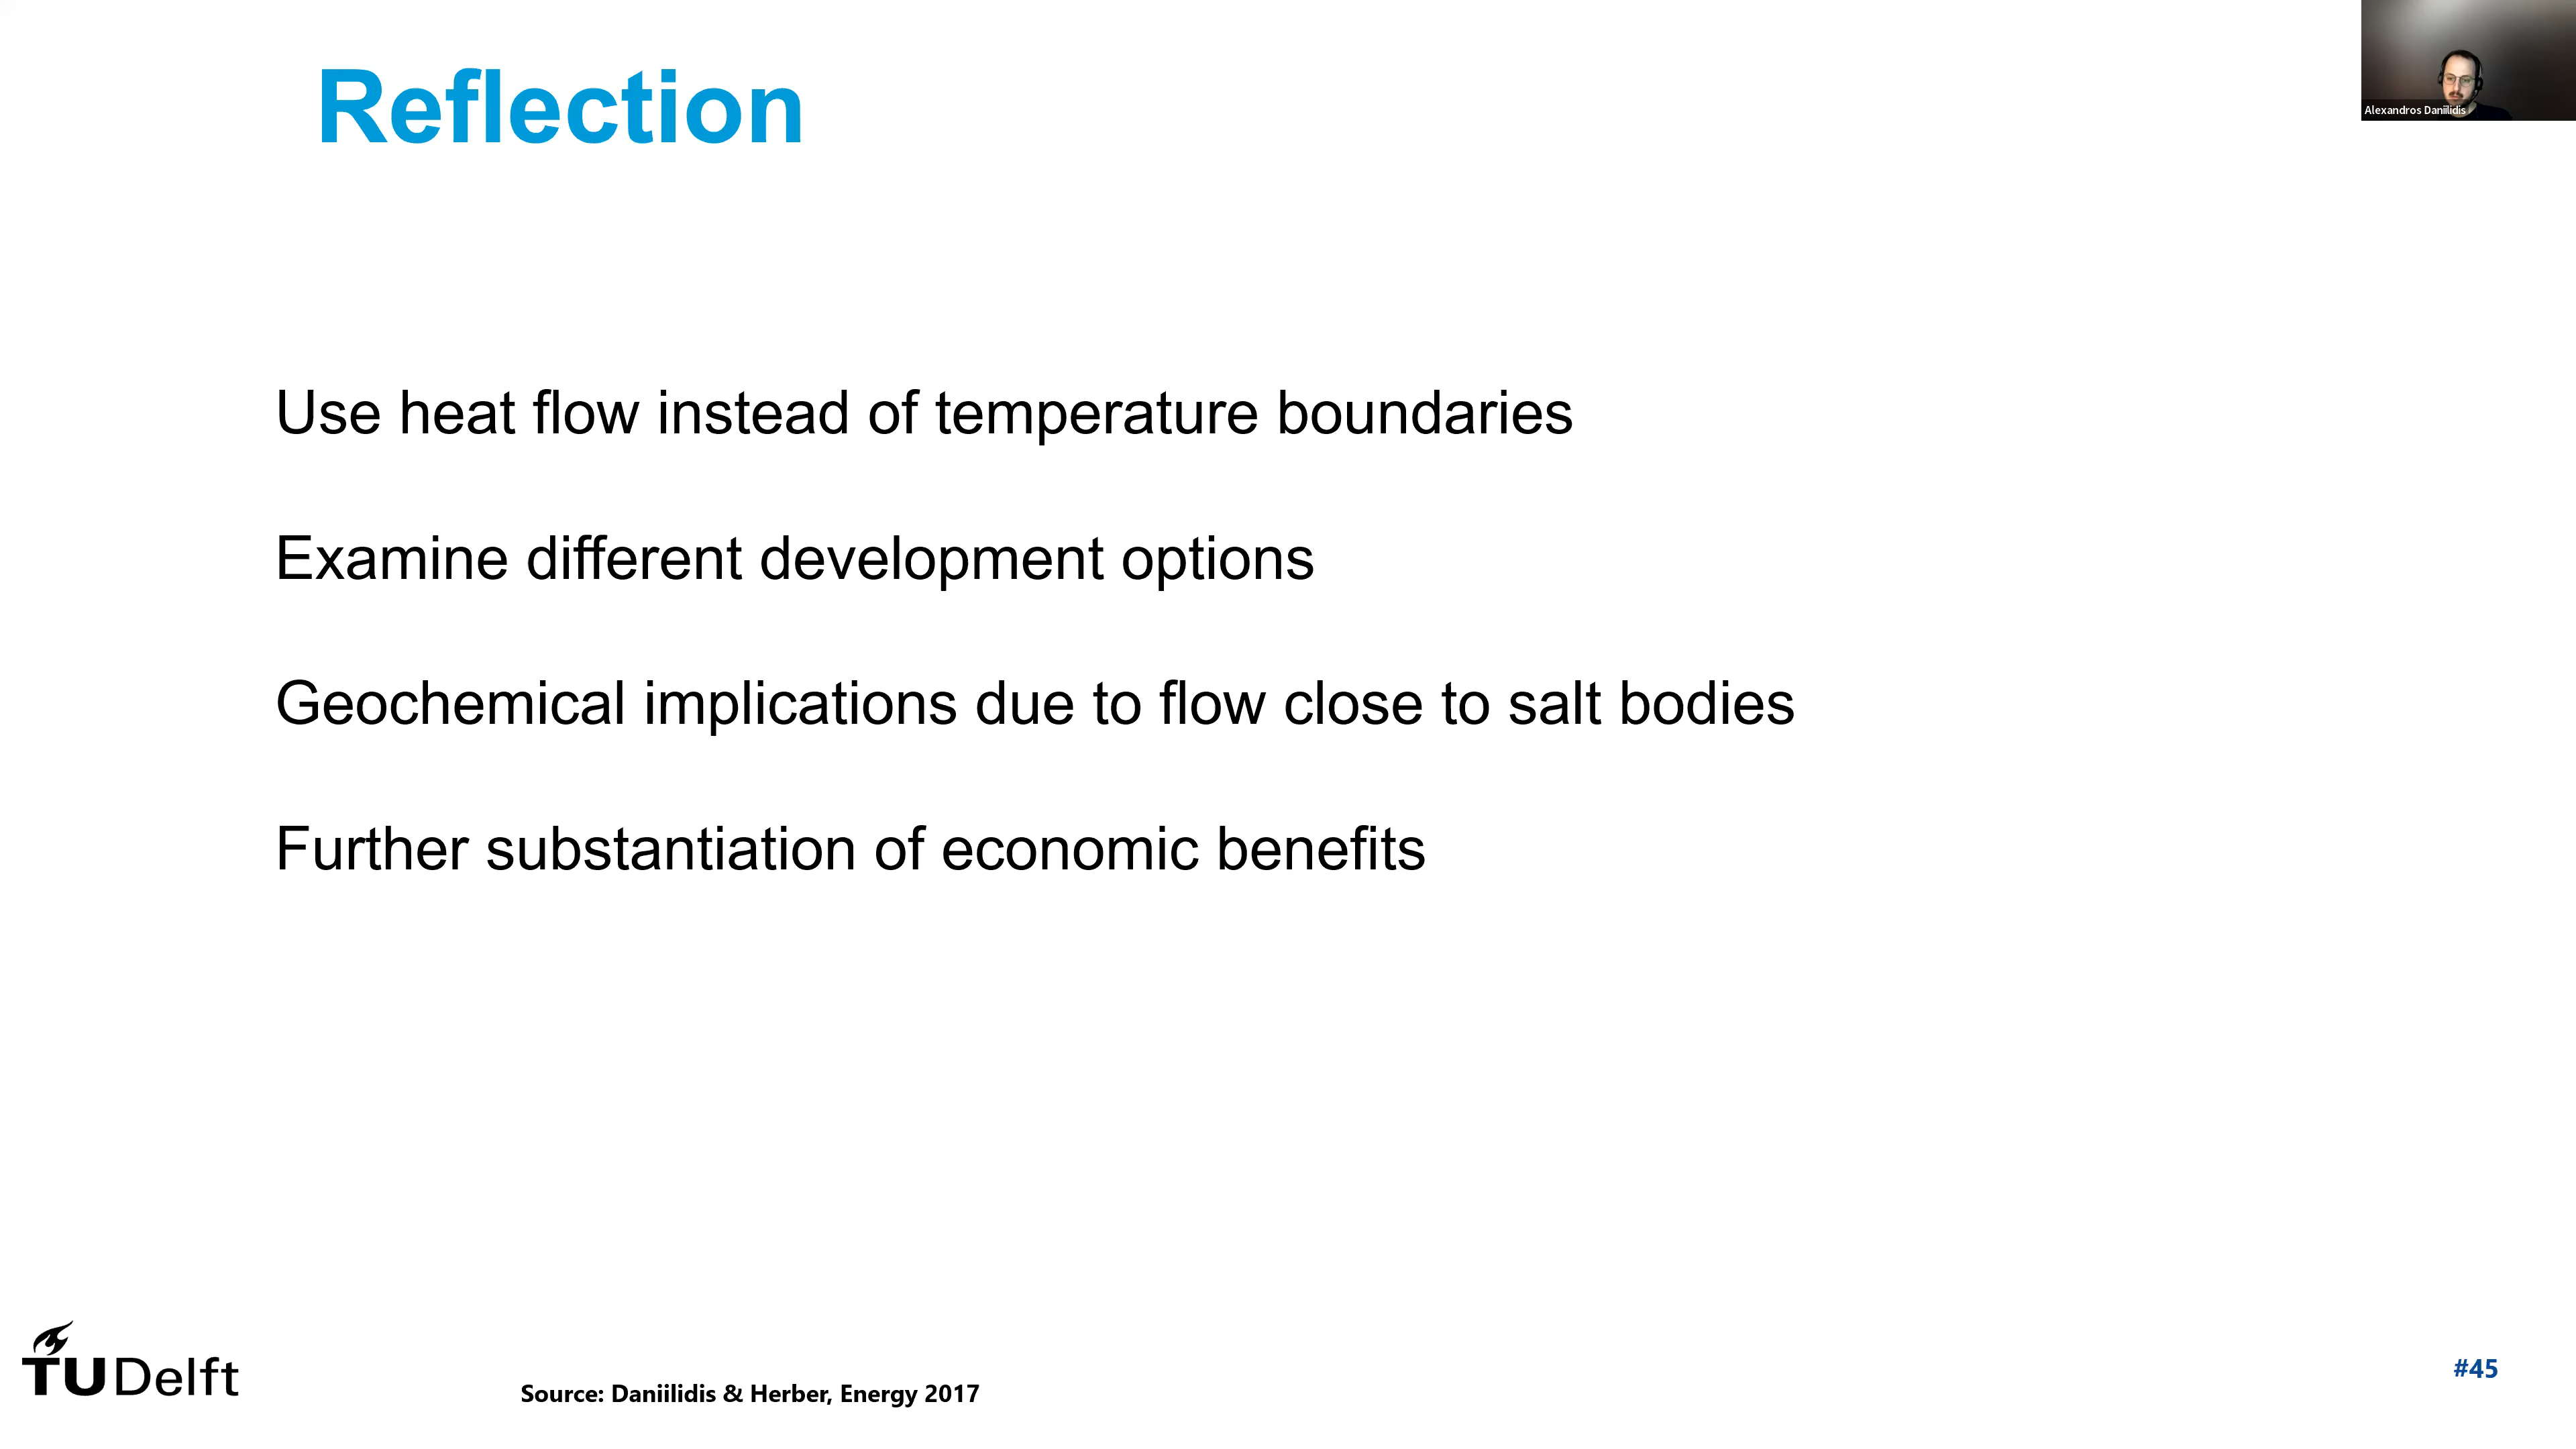 Reflection
Alexandros Daniilidis
Use heat flow instead of temperature boundaries
Examine different development options
Geochemical implications due to flow close to salt bodies
Further substantiation of economic benefits
TUDelft
Source: Daniilidis & Herber, Energy 2017
#45